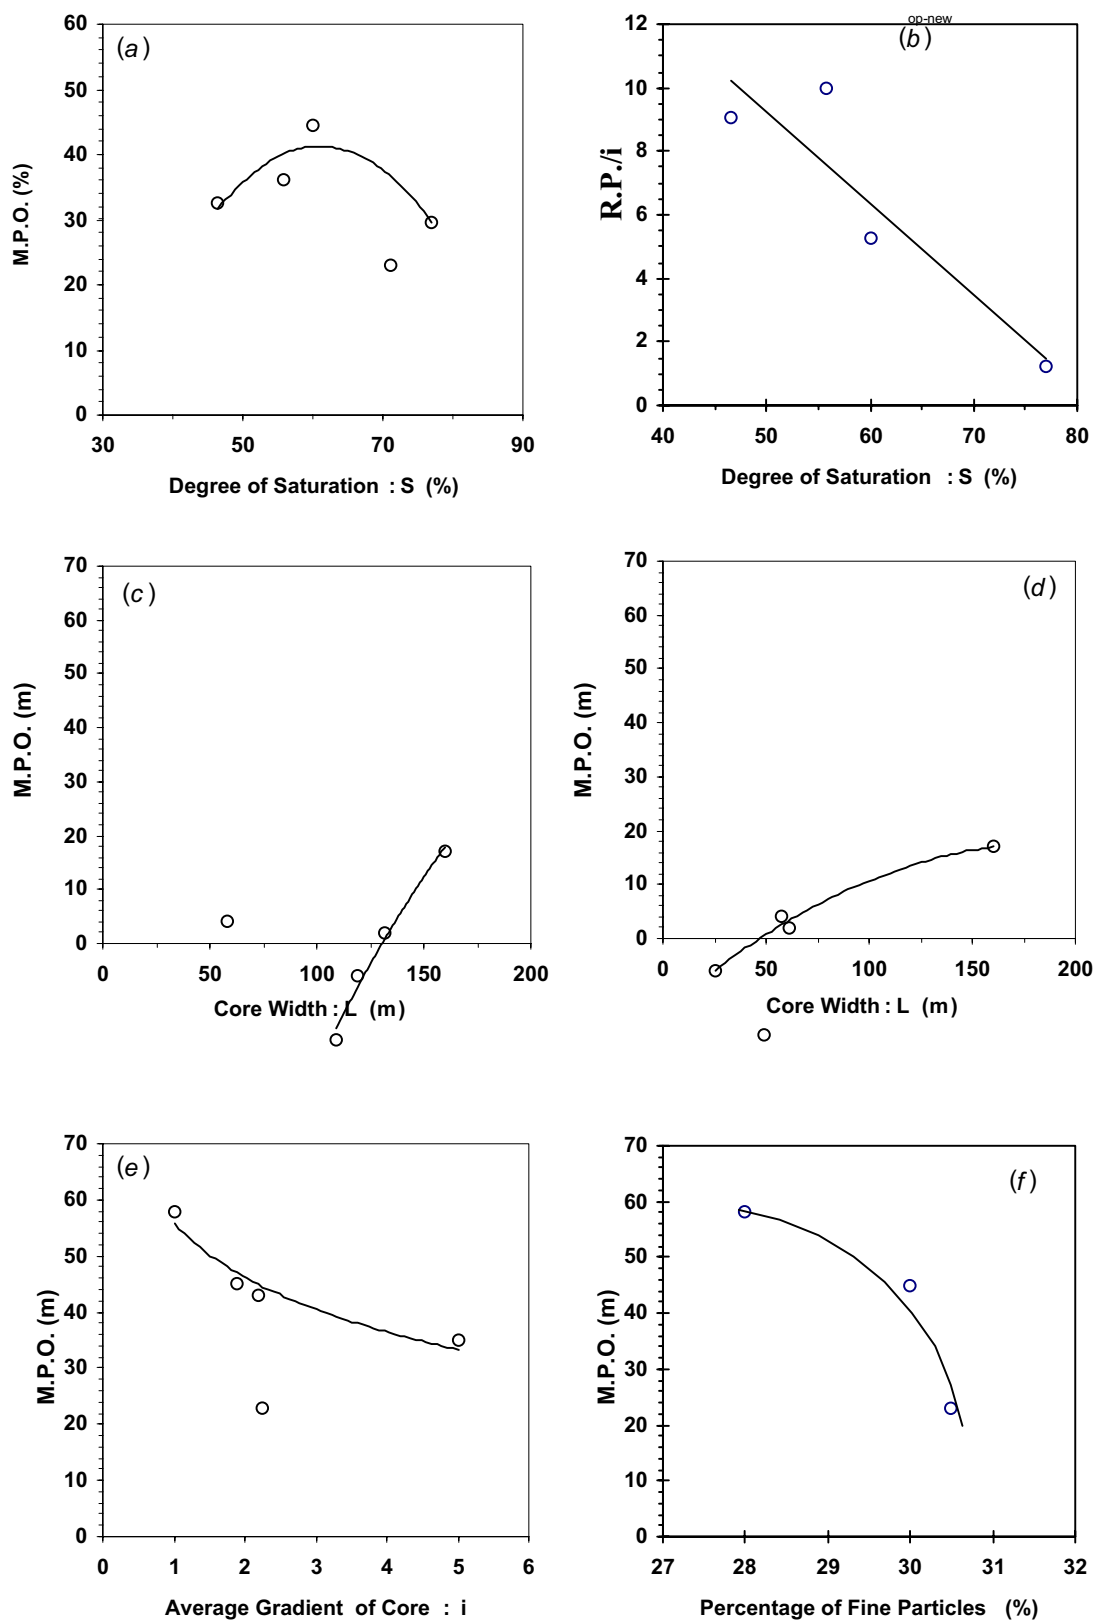 (a)
60
50
40
30
20
10
0
M.P.O. (%)
30 50 70 90
Degree of Saturation : S (%)
op-new
(b)
12
10
8
6
4
2
0
R.P./i
40 50 60 70 80
Degree of Saturation : S (%)
(c)
70
60
50
40
30
20
10
0
M.P.O. (m)
0 50 100 150 200
Core Width : L (m)
(d)
70
60
50
40
30
20
10
0
M.P.O. (m)
0 50 100 150 200
Core Width : L (m)
(e)
70
60
50
40
30
20
10
0
M.P.O. (m)
0 1 2 3 4 5 6
Average Gradient of Core : i
(f)
70
60
50
40
30
20
10
0
M.P.O. (m)
27 28 29 30 31 32
Percentage of Fine Particles (%)